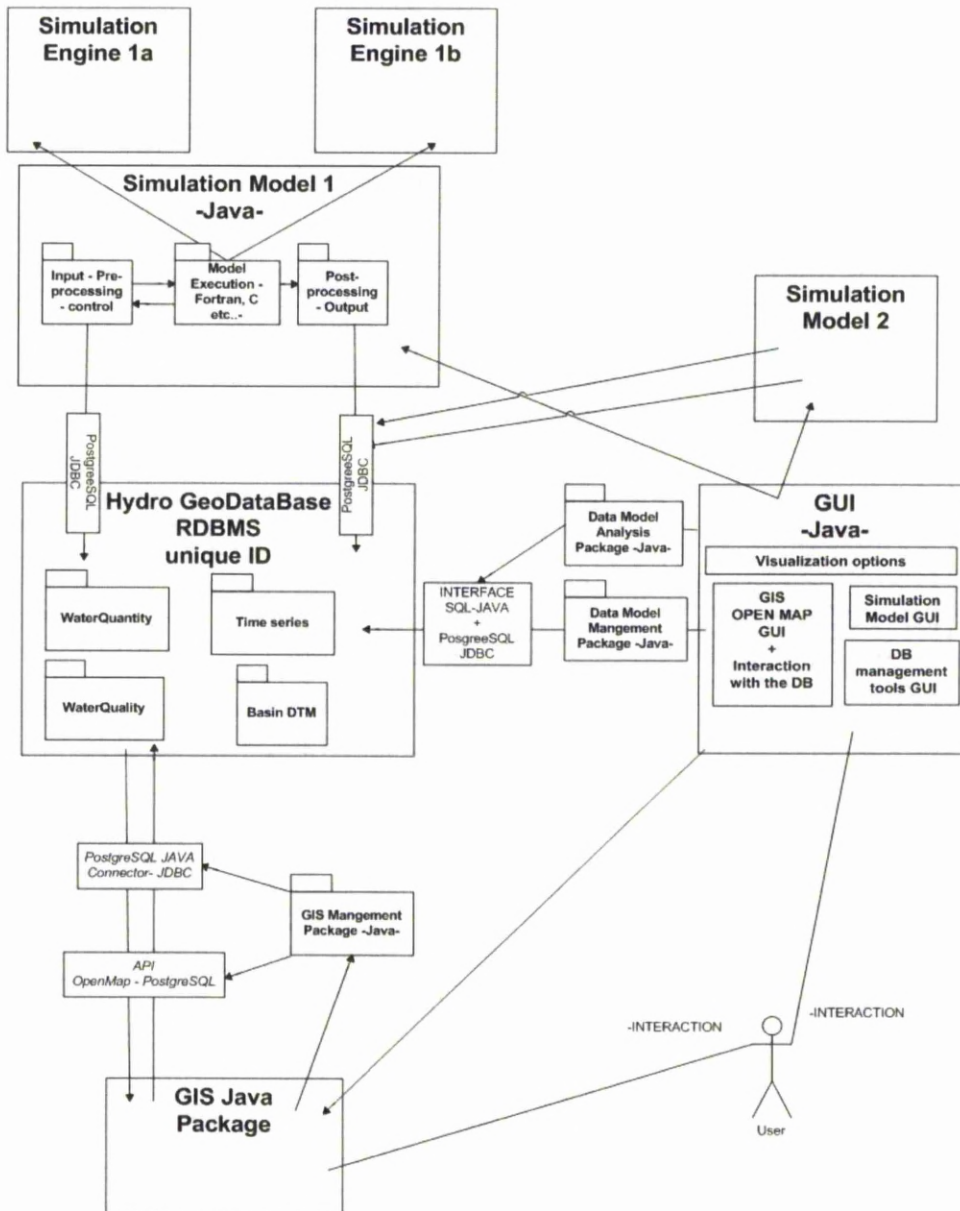 Simulation
Engine 1a
Simulation
Engine 1b
Simulation Model 1
-Java-
Input - Pre-
processing
- control
Model
Execution -
Fortran, C
etc..-
Post-
processing
- Output
Simulation
Model 2
PostgreeSQL
JDBC
PostgreeSQL
JDBC
Hydro GeoDataBase
RDBMS
unique ID
WaterQuantity
Time series
WaterQuality
Basin DTM
INTERFACE
SQL-JAVA
+
PosgreeSQL
JDBC
Data Model
Analysis
Package -Java-
Data Model
Mangement
Package -Java-
GUI
-Java-
Visualization options
GIS
OPEN MAP
GUI
+
Interaction
with the DB
Simulation
Model GUI
DB
management
tools GUI
PostgreSQL JAVA
Connector- JDBC
GIS Mangement
Package -Java-
API
OpenMap - PostgreSQL
-INTERACTION
-INTERACTION
User
GIS Java
Package